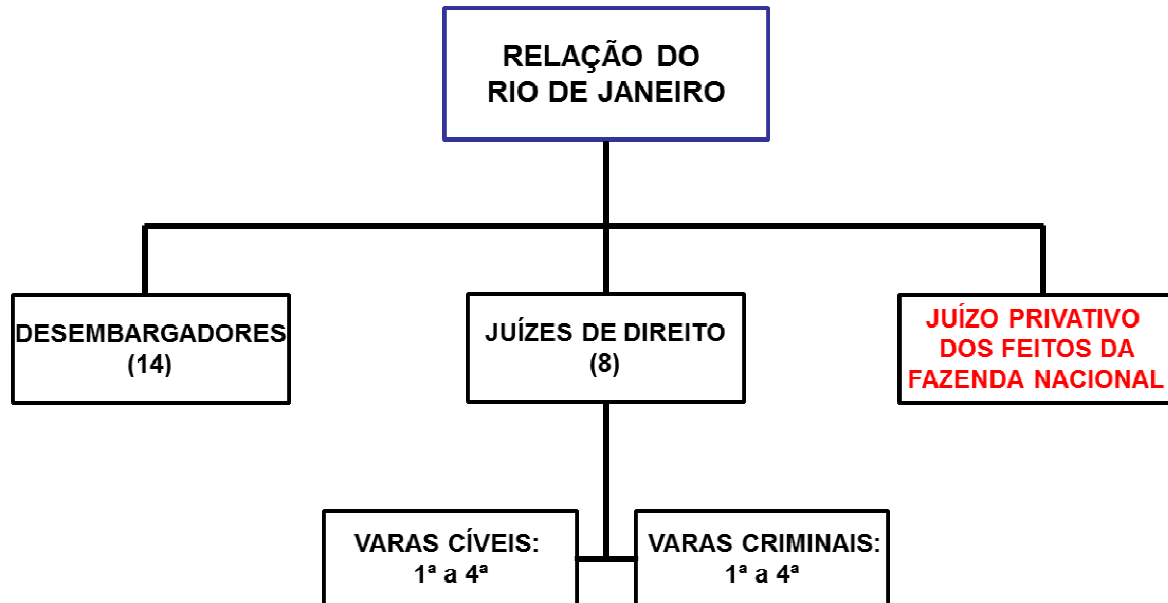 RELAÇÃO DO
RIO DE JANEIRO
DESEMBARGADORES
(14)
JUÍZES DE DIREITO
(8)
JUÍZO PRIVATIVO
DOS FEITOS DA
FAZENDA NACIONAL
VARAS CÍVEIS:
1ª a 4ª
VARAS CRIMINAIS:
1ª a 4ª